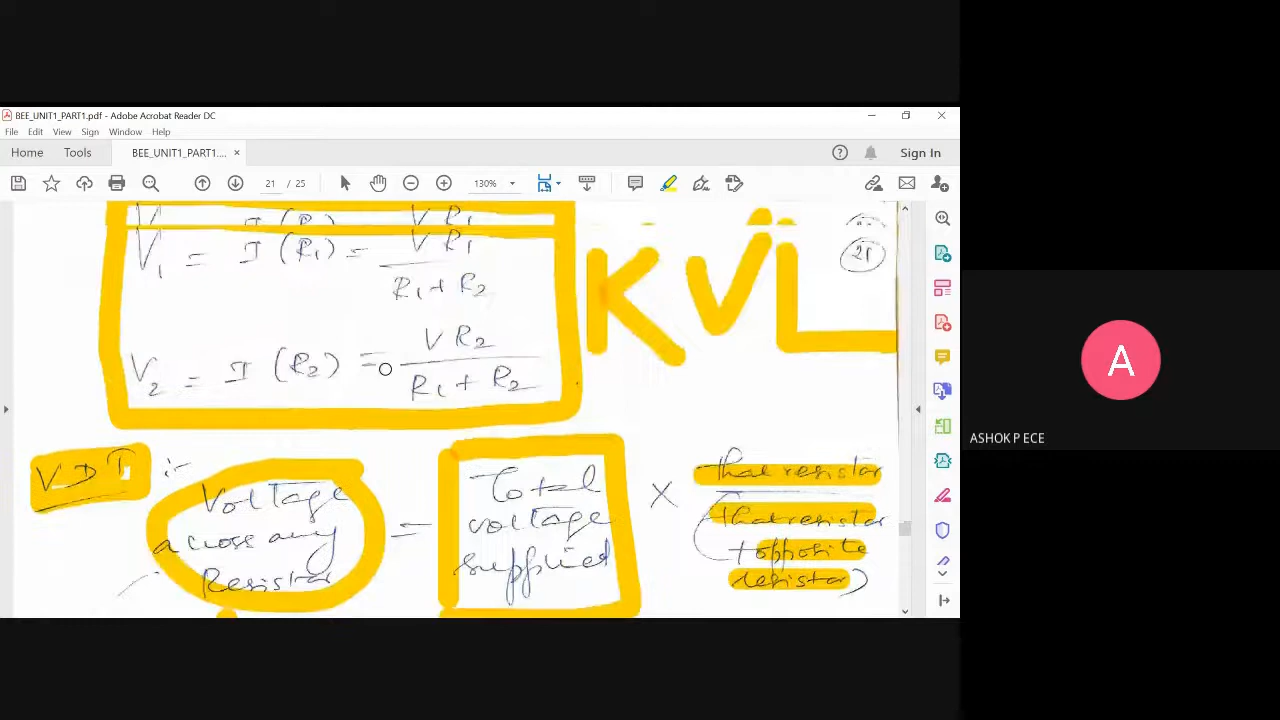 BEE_UNIT1_PART1.pdf - Adobe Acrobat Reader DC
File Edit View Sign Window Help
Home Tools BEE_UNIT1_PART1.... × Sign In
21 / 25 130%
V₁ = I (R₁) = V R₁ / R₁ + R₂
KVL
21
V₂ = I (R₂) = V R₂ / R₁ + R₂
VDT :-
Voltage across any Resistor = Total voltage supplied × that resistor / (that resistor + opposite resistor)
A
ASHOK P ECE